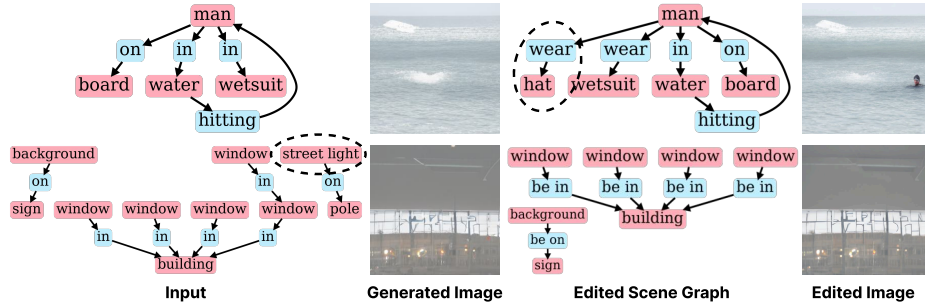 man
on
in
in
board
water
wetsuit
hitting
man
wear
wear
in
on
hat
wetsuit
water
board
hitting
background
window
street light
on
in
on
sign
window
window
window
window
pole
in
in
in
in
building
window
window
window
window
be in
be in
be in
be in
background
building
be on
sign
Input
Generated Image
Edited Scene Graph
Edited Image